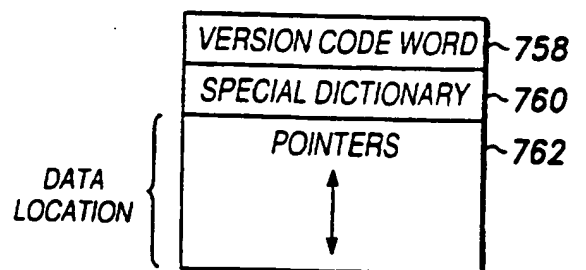 VERSION CODE WORD 758
SPECIAL DICTIONARY 760
POINTERS 762
DATA
LOCATION